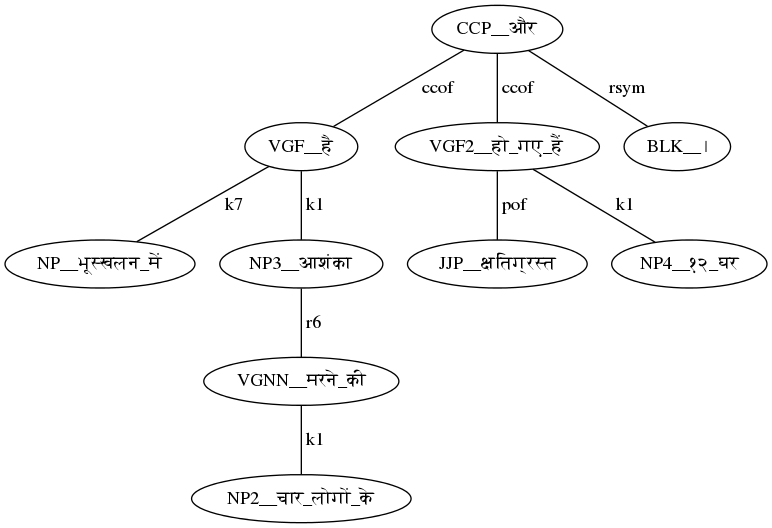 CCP__और
ccof ccof rsym
VGF__है VGF2__हो_गए_हैं BLK__।
k7 k1 pof k1
NP__भूस्खलन_में NP3__आशंका JJP__क्षतिग्रस्त NP4__१२_घर
r6
VGNN__मरने_की
k1
NP2__चार_लोगों_के